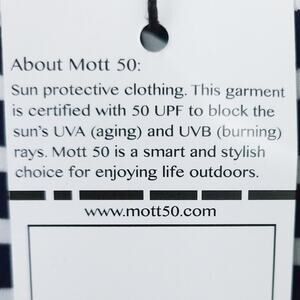 About Mott 50:
Sun protective clothing. This garment
is certified with 50 UPF to block the
sun's UVA (aging) and UVB (burning)
rays. Mott 50 is a smart and stylish
choice for enjoying life outdoors.
www.mott50.com